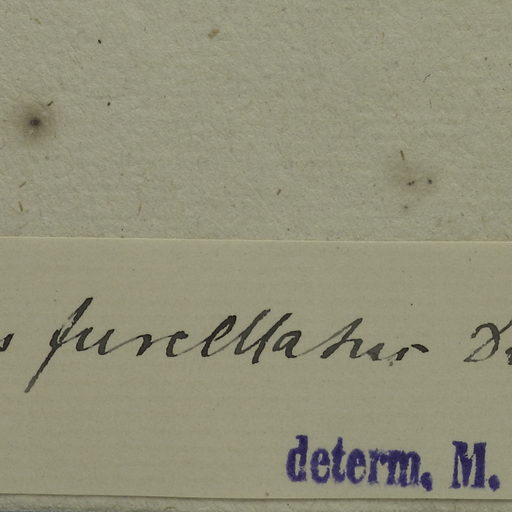 furcellatus
determ. M.